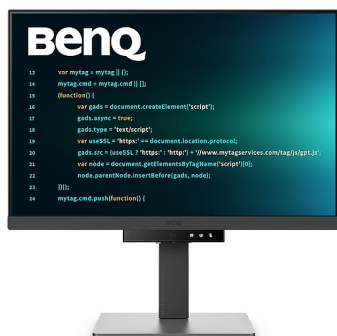 BenQ
13 var mytag = mytag || {};
14 mytag.cmd = mytag.cmd || [];
15 (function() {
16 var gads = document.createElement('script');
17 gads.async = true;
18 gads.type = 'text/script';
19 var useSSL = 'https:' == document.location.protocol;
20 gads.src = (useSSL ? 'https:' : 'http:') + '//www.mytagservices.com/tag/js/gpt.js';
21 var node = document.getElementsByTagName('script')[0];
22 node.parentNode.insertBefore(gads, node);
23 })();
24 mytag.cmd.push(function() {
BenQ